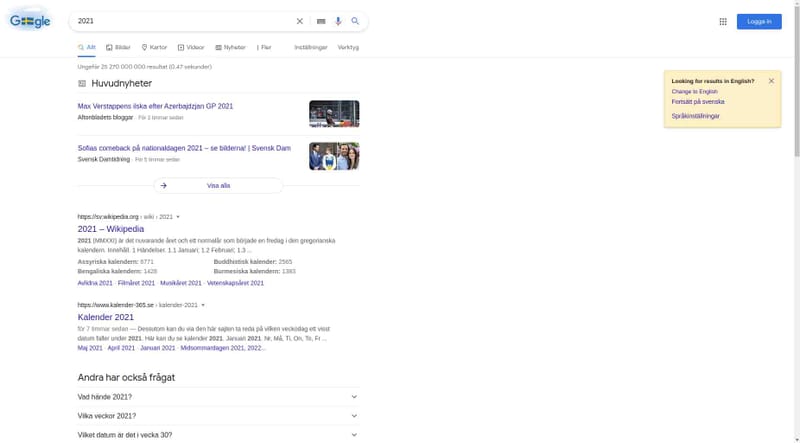 Google
2021
Logga in
Allt
Bilder
Kartor
Videor
Nyheter
Fler
Inställningar
Verktyg
Ungefär 25 270 000 000 resultat (0,47 sekunder)
Looking for results in English?
Change to English
Fortsätt på svenska
Språkinställningar
Huvudnyheter
Max Verstappens ilska efter Azerbajdzjan GP 2021
Aftonbladets bloggar · För 2 timmar sedan
Sofias comeback på nationaldagen 2021 – se bilderna! | Svensk Dam
Svensk Damtidning · För 5 timmar sedan
Visa alla
https://sv.wikipedia.org › wiki › 2021
2021 – Wikipedia
2021 (MMXXI) är det nuvarande året och ett normalår som började en fredag i den gregorianska
kalendern. Innehåll. 1 Händelser. 1.1 Januari; 1.2 Februari; 1.3 ...
Assyriska kalendern: 6771 Buddhistisk kalender: 2565
Bengaliska kalendern: 1428 Burmesiska kalendern: 1383
Avlidna 2021 · Filmåret 2021 · Musikåret 2021 · Vetenskapsåret 2021
https://www.kalender-365.se › kalender-2021
Kalender 2021
för 7 timmar sedan — Dessutom kan du via den här sajten ta reda på vilken veckodag ett visst
datum faller under 2021. Här kan du se kalender 2021. Januari 2021. Nr, Må, Ti, On, To, Fr ...
Maj 2021 · April 2021 · Januari 2021 · Midsommardagen 2021, 2022...
Andra har också frågat
Vad hände 2021?
Vilka veckor 2021?
Vilket datum är det i vecka 30?